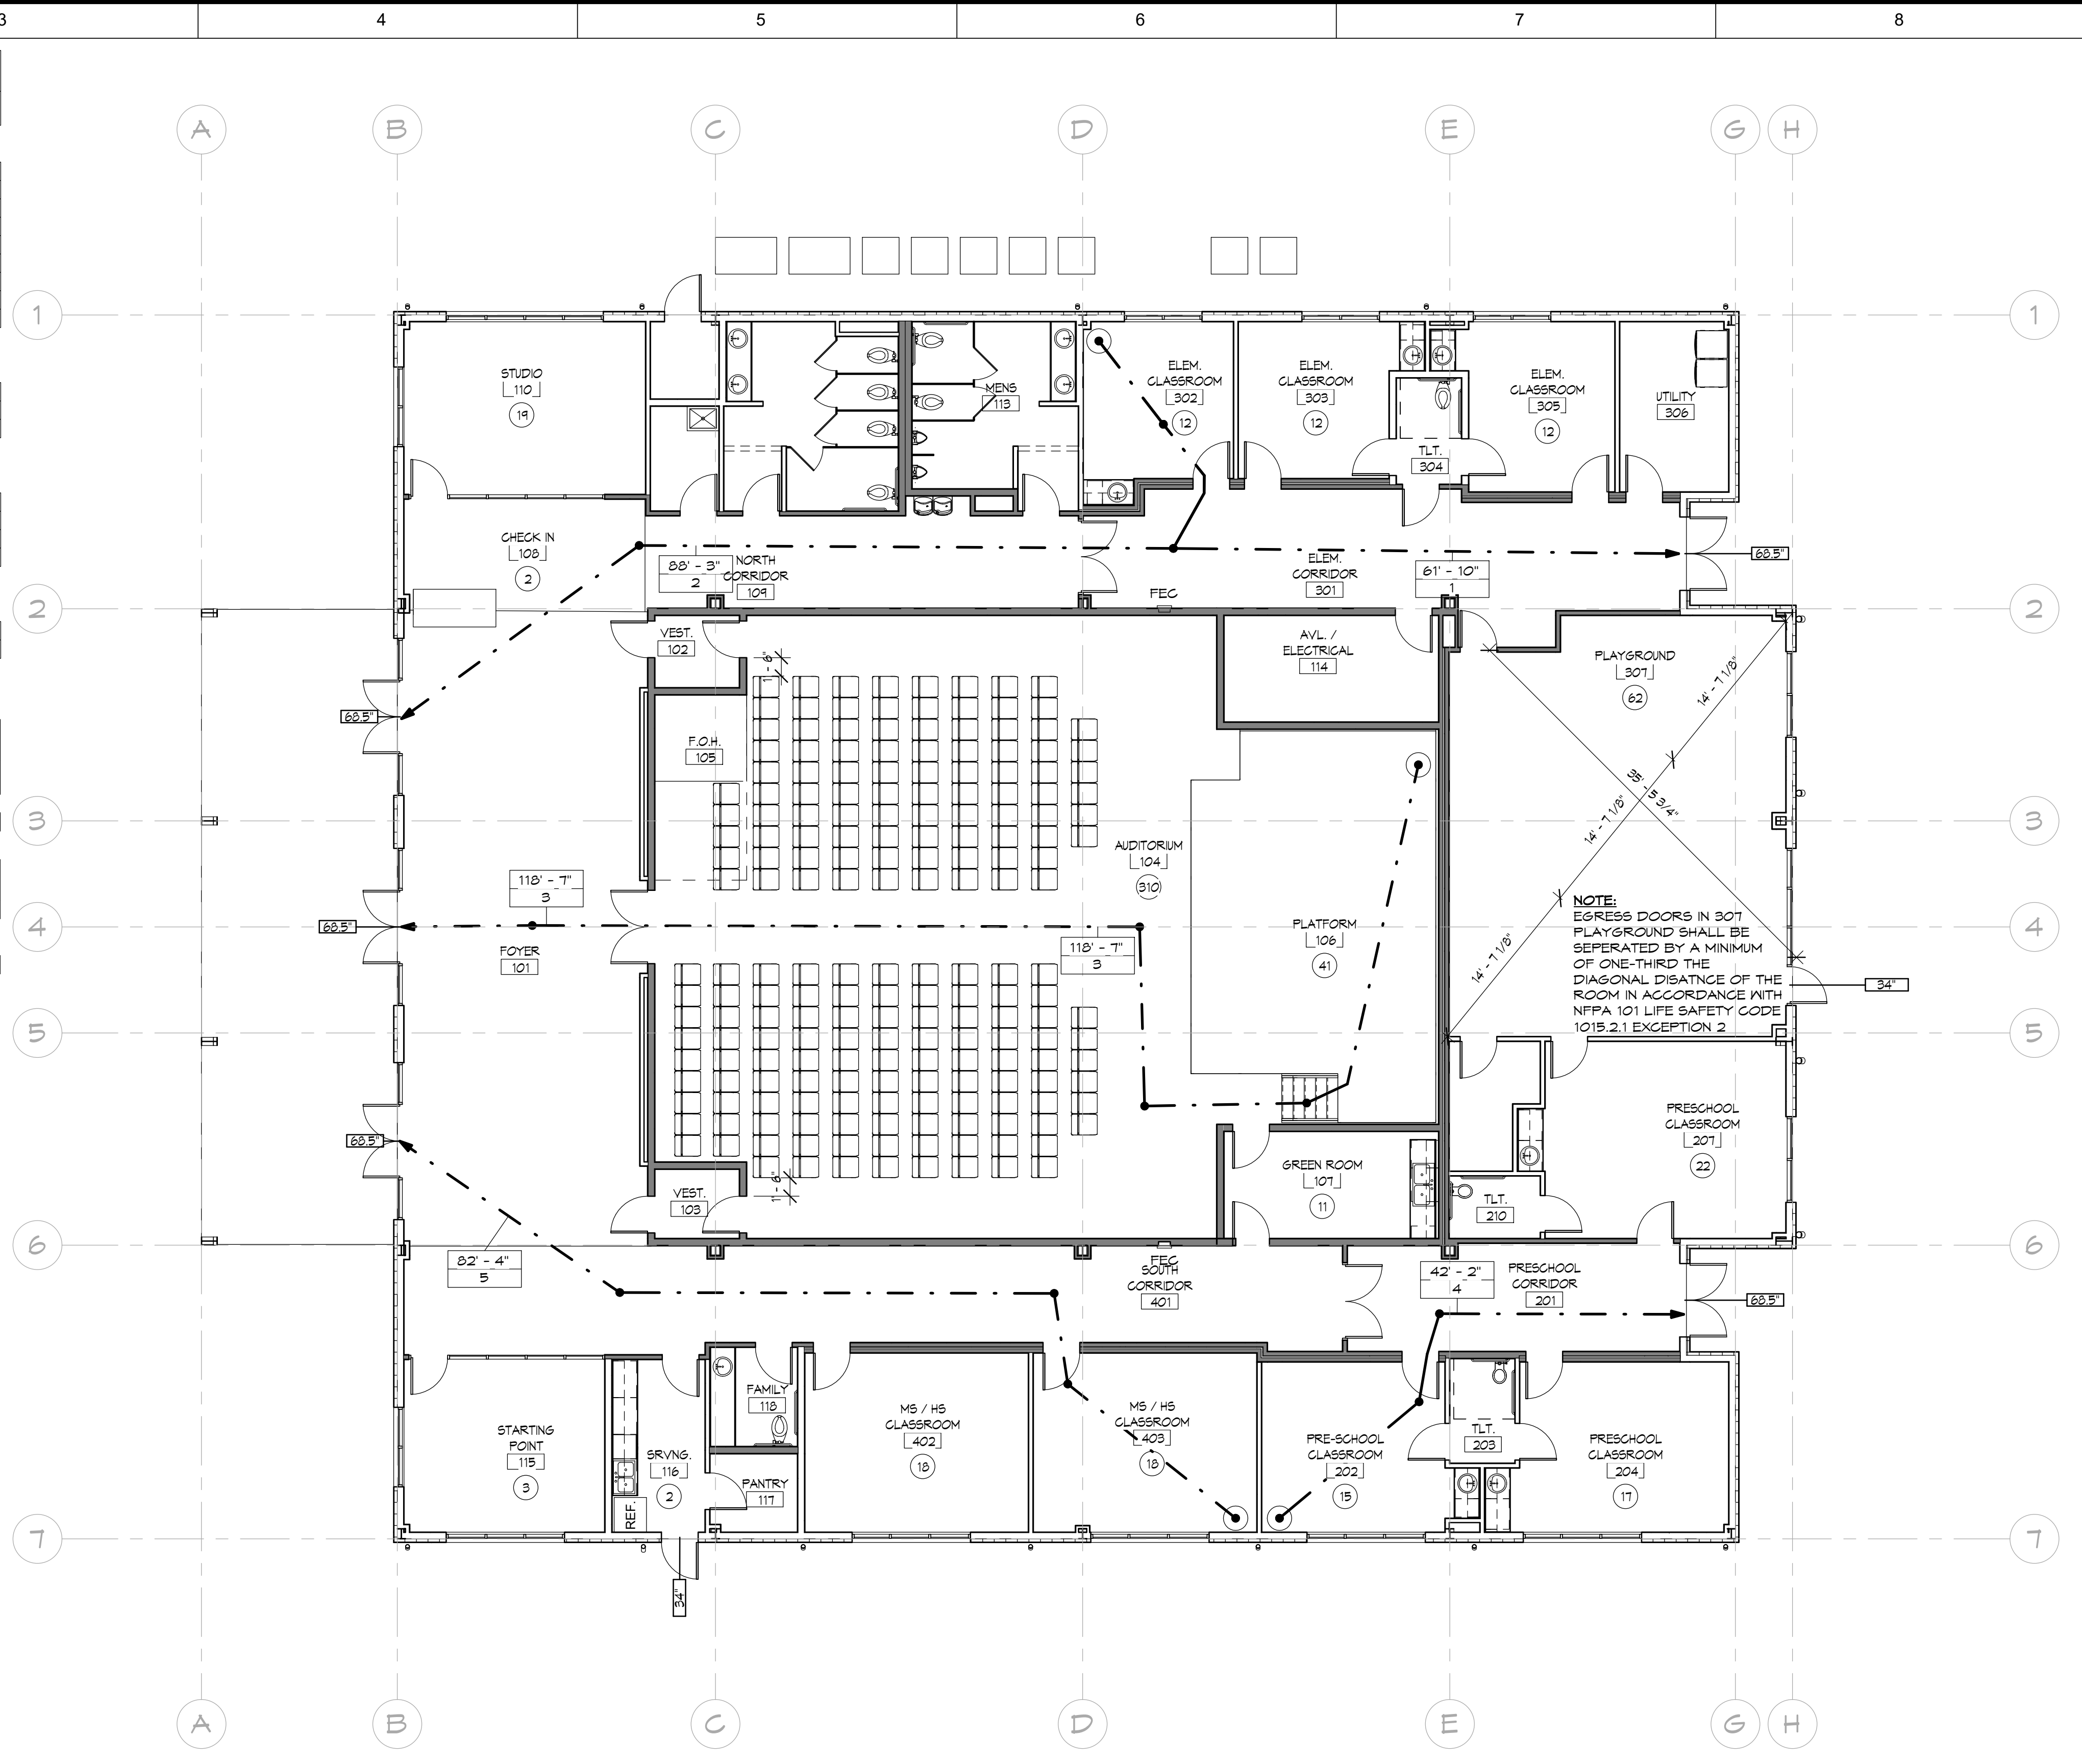 3
4
5
6
7
8
A
B
C
D
E
G
H
1
1
STUDIO
110
19
MENS
113
ELEM.
CLASSROOM
302
12
ELEM.
CLASSROOM
303
12
TLT.
304
ELEM.
CLASSROOM
305
12
UTILITY
306
CHECK IN
108
2
88' - 3"
2
NORTH
CORRIDOR
109
ELEM.
CORRIDOR
301
61' - 10"
1
68.5"
FEC
2
2
VEST.
102
1' - 6"
AVL. /
ELECTRICAL
114
PLAYGROUND
307
62
14' - 7 1/8"
68.5"
F.O.H.
105
35' - 5 3/4"
14' - 7 1/8"
3
3
AUDITORIUM
104
310
118' - 7"
3
68.5"
4
4
FOYER
101
118' - 7"
3
PLATFORM
106
41
14' - 7 1/8"
NOTE:
EGRESS DOORS IN 307
PLAYGROUND SHALL BE
SEPERATED BY A MINIMUM
OF ONE-THIRD THE
DIAGONAL DISATNCE OF THE
ROOM IN ACCORDANCE WITH
NFPA 101 LIFE SAFETY CODE
1015.2.1 EXCEPTION 2
34"
5
5
68.5"
PRESCHOOL
CLASSROOM
207
22
GREEN ROOM
107
11
VEST.
103
1' - 6"
TLT.
210
6
6
82' - 4"
5
FEC
SOUTH
CORRIDOR
401
42' - 2"
4
PRESCHOOL
CORRIDOR
201
68.5"
STARTING
POINT
115
3
SRVNG.
116
2
REF.
FAMILY
118
PANTRY
117
MS / HS
CLASSROOM
402
18
MS / HS
CLASSROOM
403
18
PRE-SCHOOL
CLASSROOM
202
15
TLT.
203
PRESCHOOL
CLASSROOM
204
17
7
7
34"
A
B
C
D
E
G
H